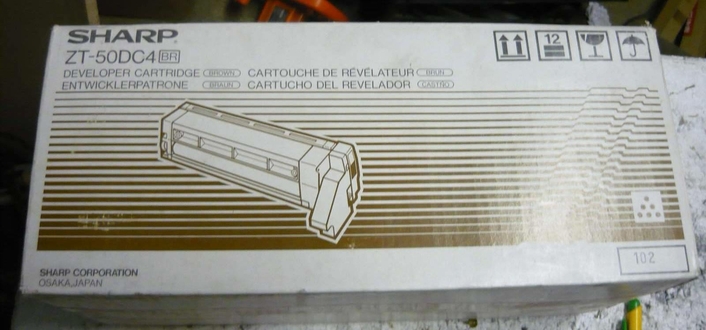 SHARP
ZT-50DC4 BR
DEVELOPER CARTRIDGE BROWN CARTOUCHE DE RÉVÉLATEUR BRUN
ENTWICKLERPATRONE BRAUN CARTUCHO DEL REVELADOR CASTAÑO
12
102
SHARP CORPORATION
OSAKA, JAPAN